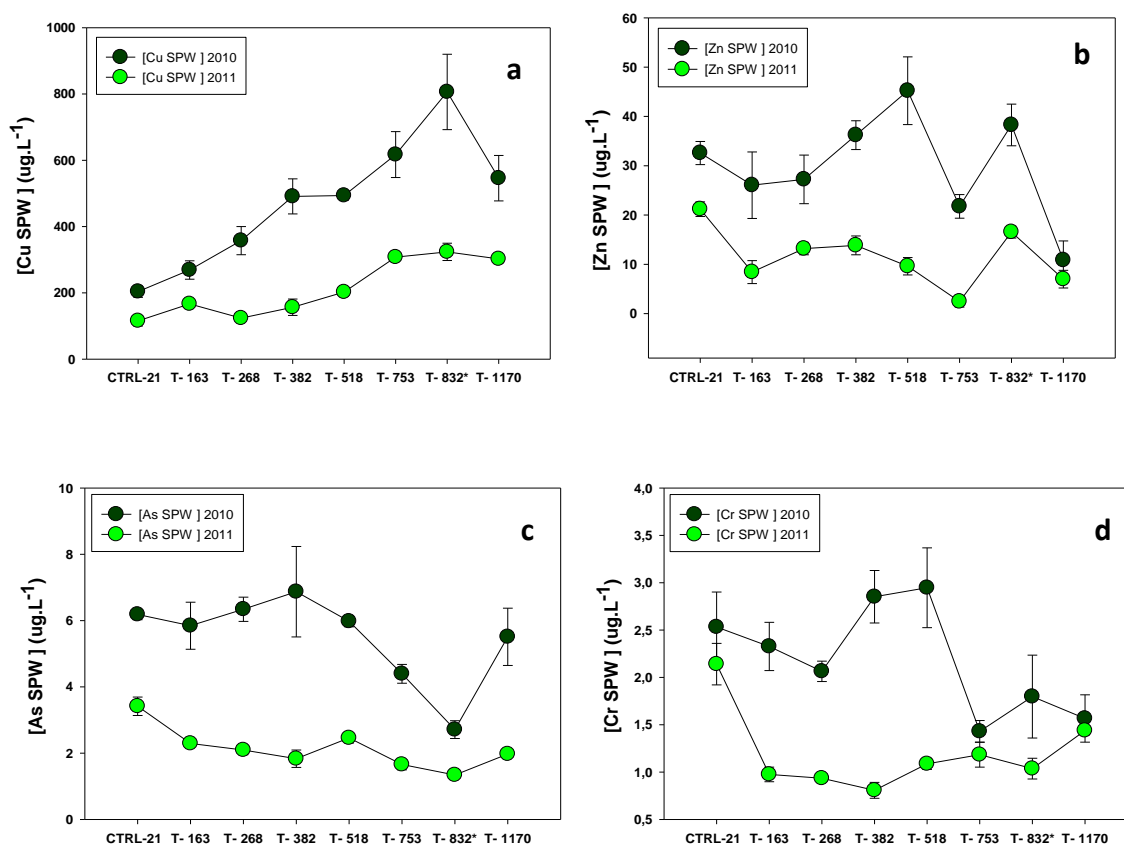 1000
800
600
400
200
0
[Cu SPW ] (ug.L-1)
[Cu SPW ] 2010
[Cu SPW ] 2011
a
CTRL-21 T- 163 T- 268 T- 382 T- 518 T- 753 T- 832* T- 1170
60
50
40
30
20
10
0
[Zn SPW ] (ug.L-1)
[Zn SPW ] 2010
[Zn SPW ] 2011
b
CTRL-21 T- 163 T- 268 T- 382 T- 518 T- 753 T- 832* T- 1170
10
8
6
4
2
0
[As SPW ] (ug.L-1)
[As SPW ] 2010
[As SPW ] 2011
c
CTRL-21 T- 163 T- 268 T- 382 T- 518 T- 753 T- 832* T- 1170
4,0
3,5
3,0
2,5
2,0
1,5
1,0
0,5
[Cr SPW ] (ug.L-1)
[Cr SPW ] 2010
[Cr SPW ] 2011
d
CTRL-21 T- 163 T- 268 T- 382 T- 518 T- 753 T- 832* T- 1170